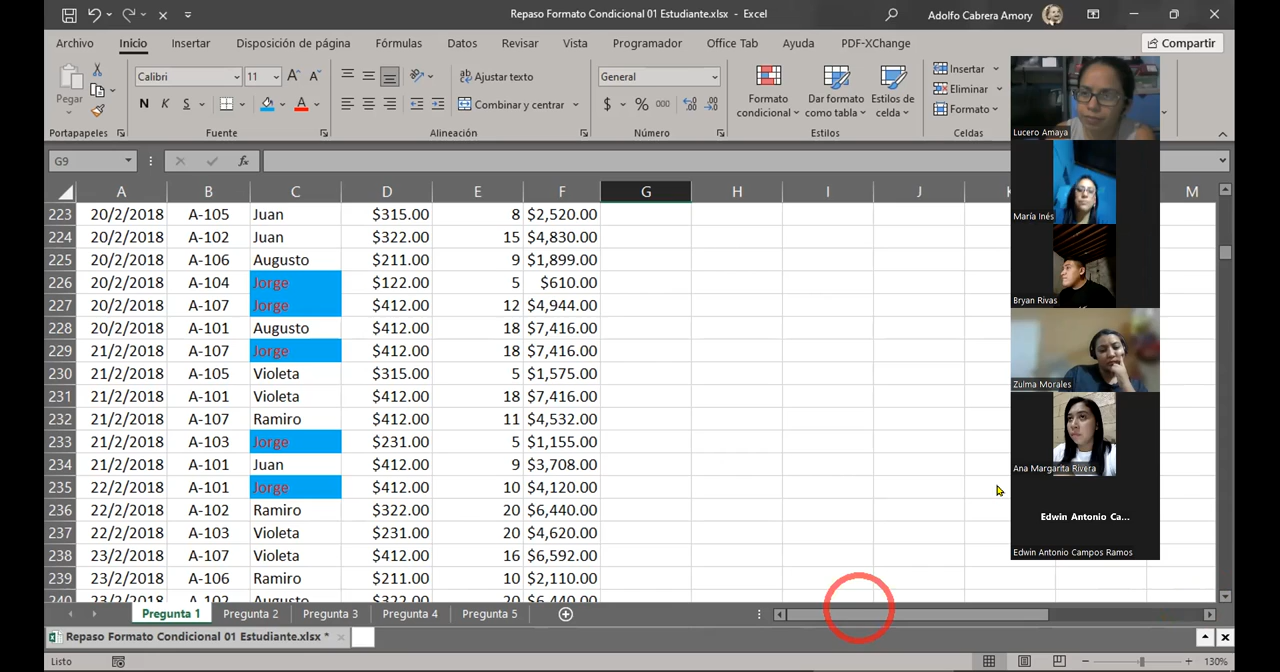 Repaso Formato Condicional 01 Estudiante.xlsx - Excel
Adolfo Cabrera Amory
Archivo Inicio Insertar Disposición de página Fórmulas Datos Revisar Vista Programador Office Tab Ayuda PDF-XChange Compartir
Pegar
Calibri 11
N K S
Ajustar texto
Combinar y centrar
General
$ % 000
Formato condicional
Dar formato como tabla
Estilos de celda
Insertar
Eliminar
Formato
Portapapeles Fuente Alineación Número Estilos Celdas
G9 fx
A B C D E F G H I J K M
223 20/2/2018 A-105 Juan $315.00 8 $2,520.00
224 20/2/2018 A-102 Juan $322.00 15 $4,830.00
225 20/2/2018 A-106 Augusto $211.00 9 $1,899.00
226 20/2/2018 A-104 Jorge $122.00 5 $610.00
227 20/2/2018 A-107 Jorge $412.00 12 $4,944.00
228 20/2/2018 A-101 Augusto $412.00 18 $7,416.00
229 21/2/2018 A-107 Jorge $412.00 18 $7,416.00
230 21/2/2018 A-105 Violeta $315.00 5 $1,575.00
231 21/2/2018 A-101 Violeta $412.00 18 $7,416.00
232 21/2/2018 A-107 Ramiro $412.00 11 $4,532.00
233 21/2/2018 A-103 Jorge $231.00 5 $1,155.00
234 21/2/2018 A-101 Juan $412.00 9 $3,708.00
235 22/2/2018 A-101 Jorge $412.00 10 $4,120.00
236 22/2/2018 A-102 Ramiro $322.00 20 $6,440.00
237 22/2/2018 A-103 Violeta $231.00 20 $4,620.00
238 23/2/2018 A-107 Violeta $412.00 16 $6,592.00
239 23/2/2018 A-106 Ramiro $211.00 10 $2,110.00
240 23/2/2018 A-102 Augusto $322.00 20 $6,440.00
Lucero Amaya
María Inés
Bryan Rivas
Zulma Morales
Ana Margarita Rivera
Edwin Antonio Ca...
Edwin Antonio Campos Ramos
Pregunta 1 Pregunta 2 Pregunta 3 Pregunta 4 Pregunta 5
Repaso Formato Condicional 01 Estudiante.xlsx *
Listo 130%